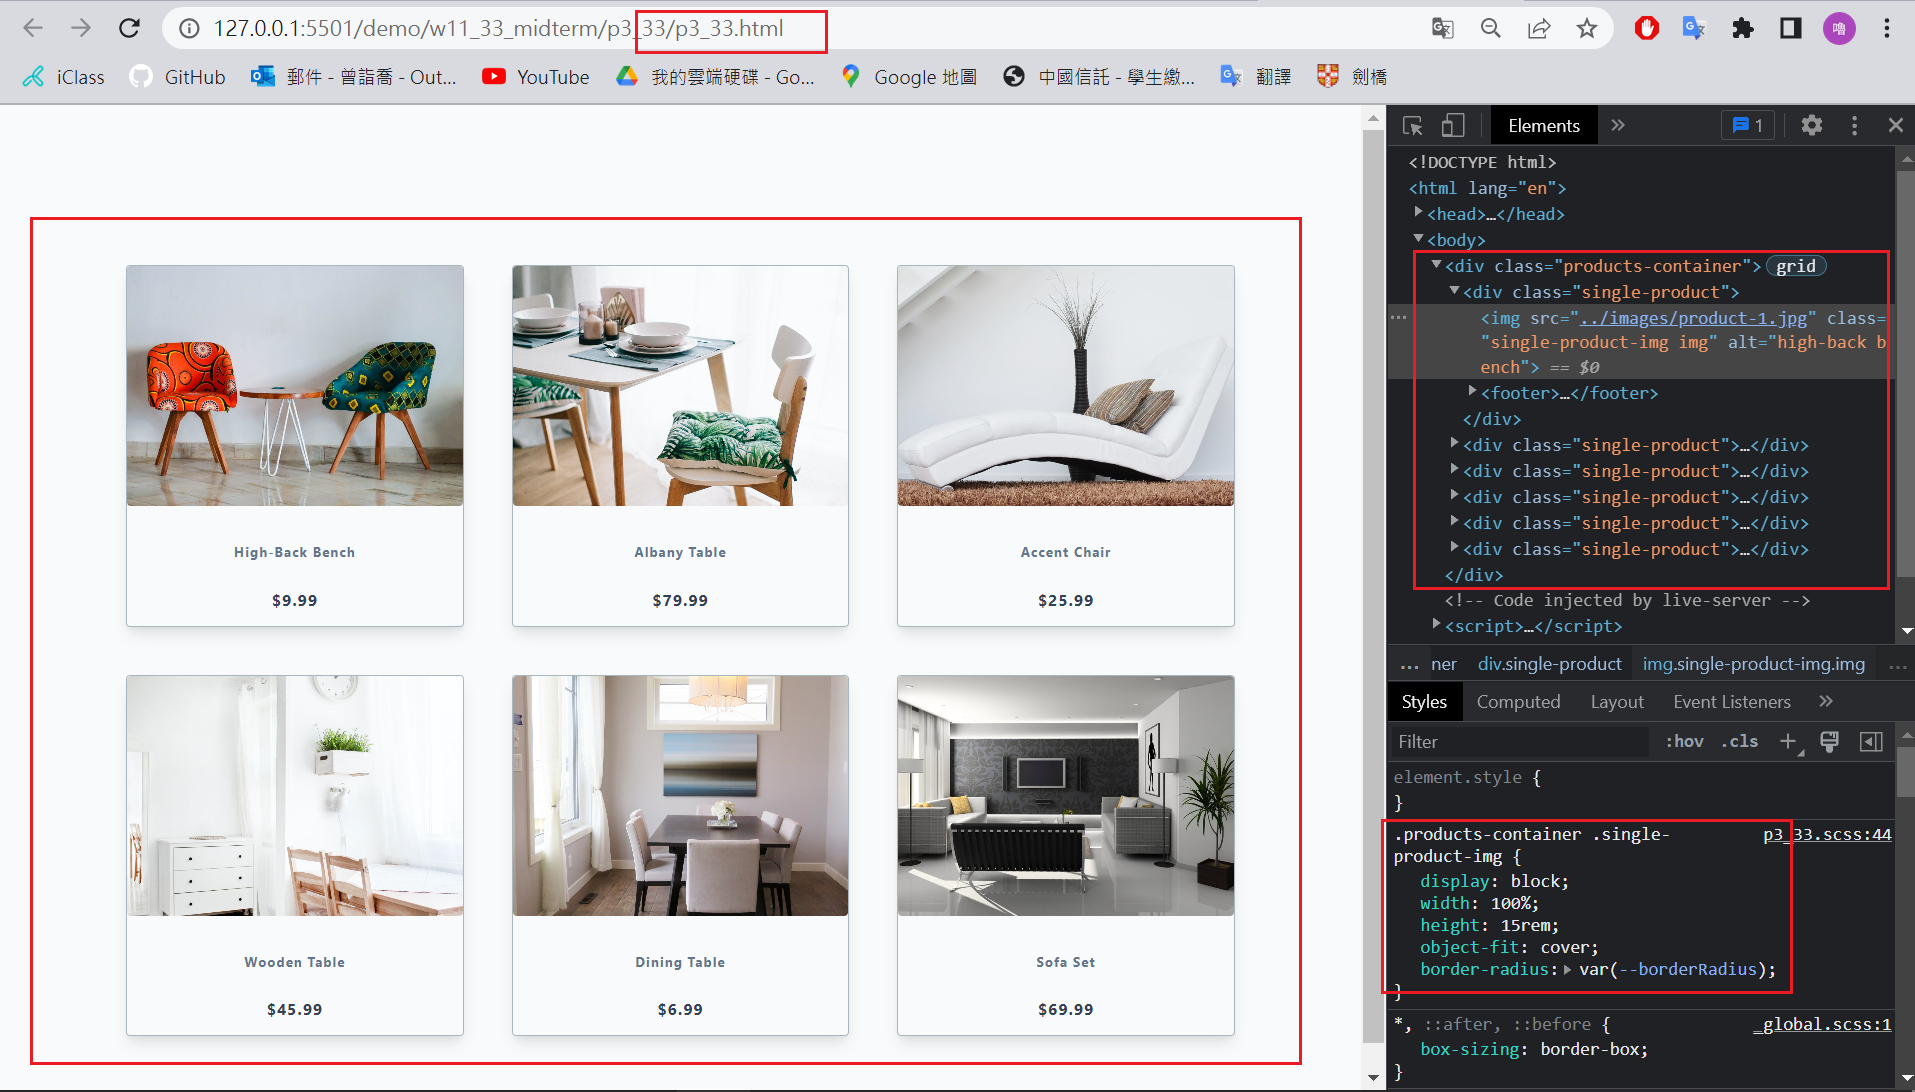 127.0.0.1:5501/demo/w11_33_midterm/p3_33/p3_33.html
iClass GitHub 郵件 - 曾詣喬 - Out... YouTube 我的雲端硬碟 - Go... Google 地圖 中國信託 - 學生繳... 翻譯 劍橋
High-Back Bench
$9.99
Albany Table
$79.99
Accent Chair
$25.99
Wooden Table
$45.99
Dining Table
$6.99
Sofa Set
$69.99
Elements » 1
<!DOCTYPE html>
<html lang="en">
<head>…</head>
<body>
<div class="products-container"> grid
<div class="single-product">
... <img src="../images/product-1.jpg" class=
"single-product-img img" alt="high-back b
ench"> == $0
<footer>…</footer>
</div>
<div class="single-product">…</div>
<div class="single-product">…</div>
<div class="single-product">…</div>
<div class="single-product">…</div>
<div class="single-product">…</div>
</div>
<!-- Code injected by live-server -->
<script>…</script>
... ner div.single-product img.single-product-img.img ...
Styles Computed Layout Event Listeners »
Filter :hov .cls +
element.style {
}
.products-container .single- p3_33.scss:44
product-img {
display: block;
width: 100%;
height: 15rem;
object-fit: cover;
border-radius: var(--borderRadius);
}
*, ::after, ::before { _global.scss:1
box-sizing: border-box;
}